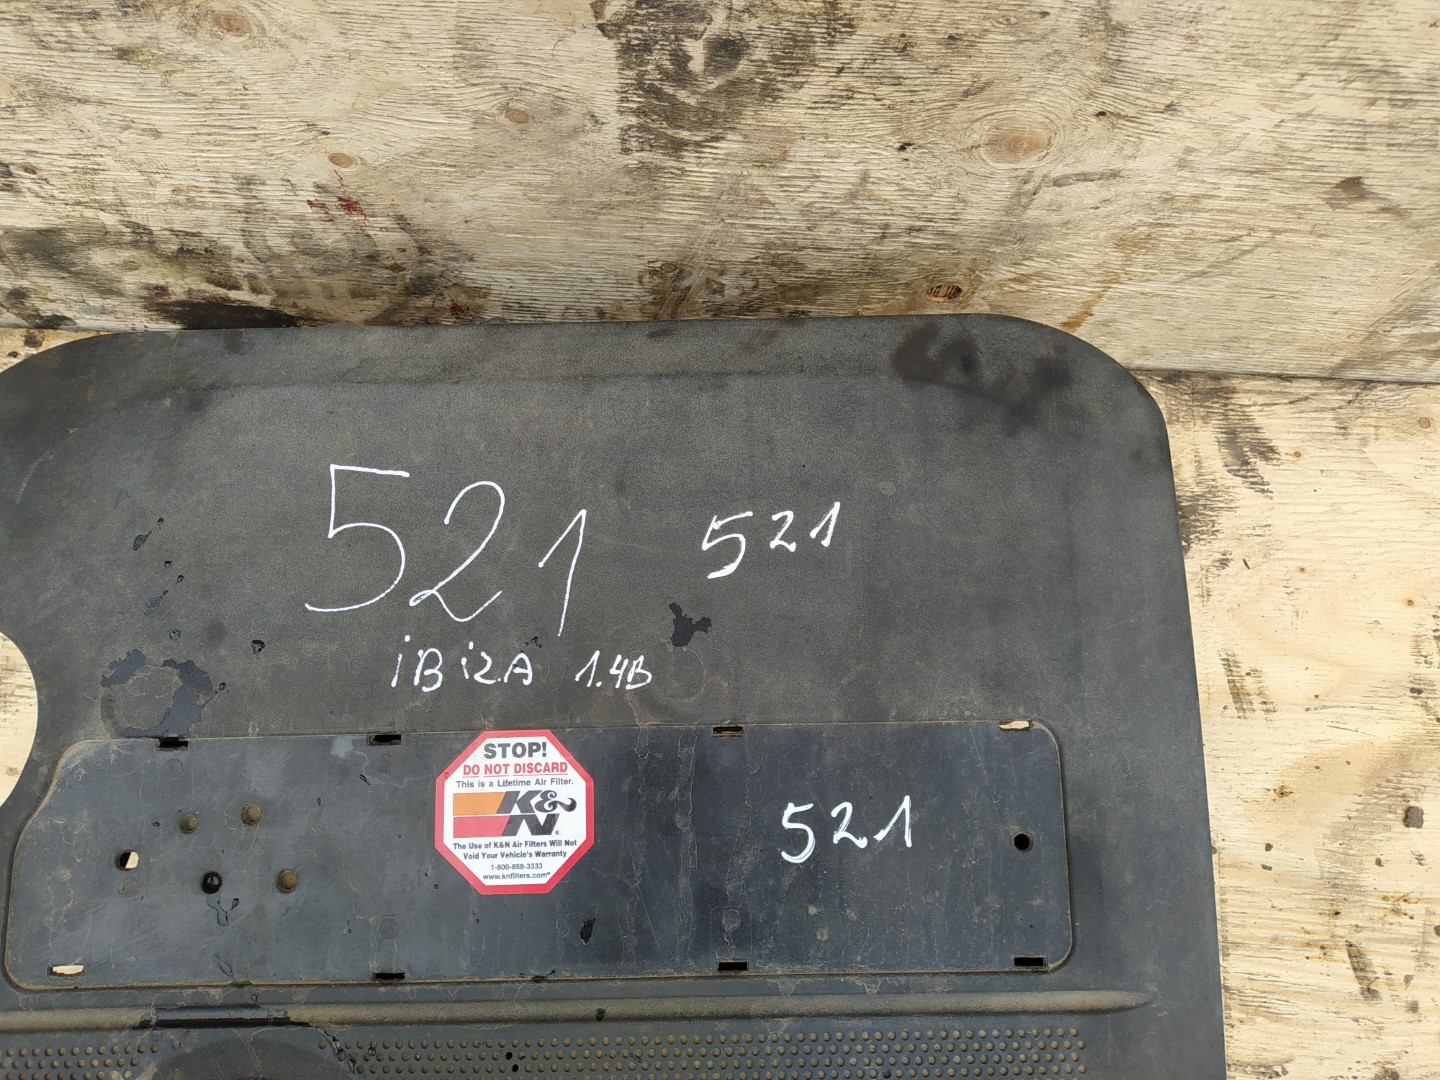 521
521
iBiZA 1.4B
STOP!
DO NOT DISCARD
This is a Lifetime Air Filter.
K&N®
The Use of K&N Air Filters Will Not
Void Your Vehicle's Warranty
1-800-858-3333
www.knfilters.com®
521